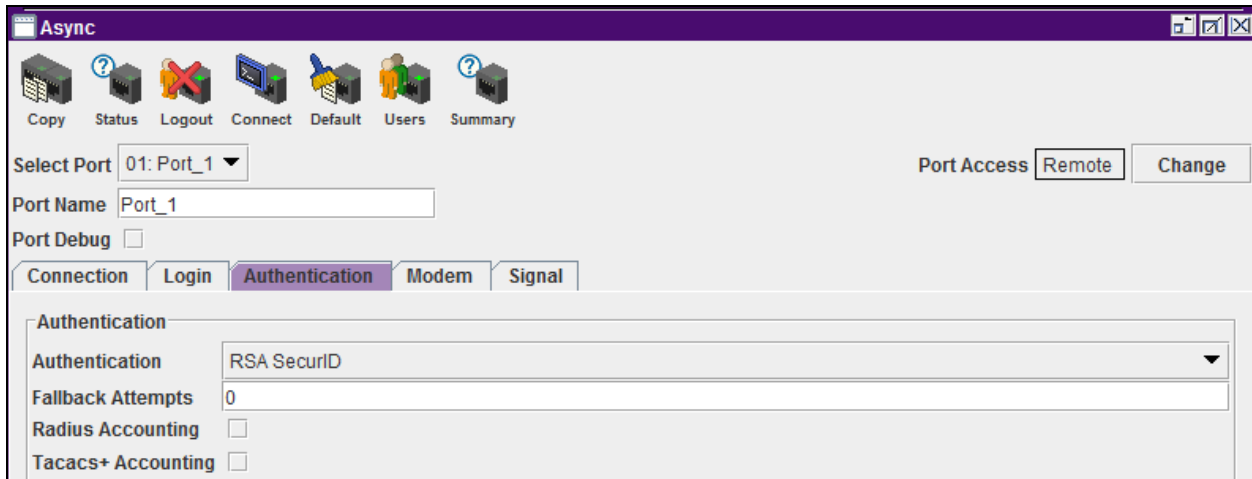 Async
Copy Status Logout Connect Default Users Summary
Select Port 01: Port_1 Port Access Remote Change
Port Name Port_1
Port Debug
Connection Login Authentication Modem Signal
Authentication
Authentication RSA SecurID
Fallback Attempts 0
Radius Accounting
Tacacs+ Accounting